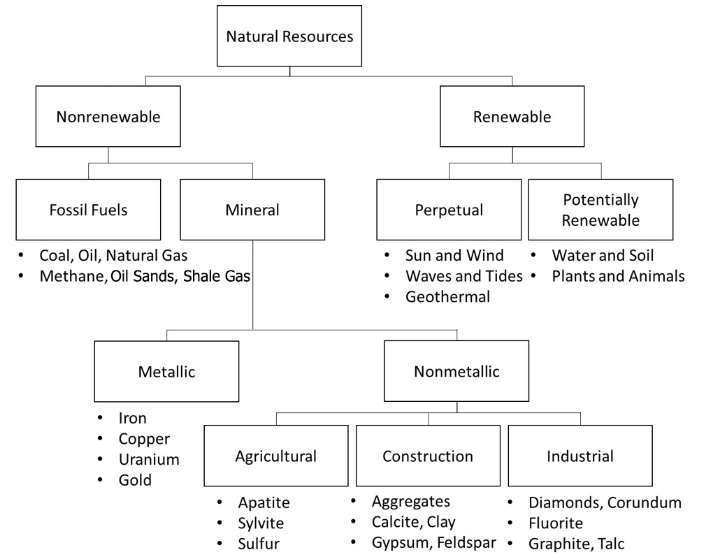 Natural Resources
Nonrenewable
Renewable
Fossil Fuels
Mineral
Perpetual
Potentially
Renewable
• Coal, Oil, Natural Gas
• Methane, Oil Sands, Shale Gas
• Sun and Wind
• Waves and Tides
• Geothermal
• Water and Soil
• Plants and Animals
Metallic
Nonmetallic
• Iron
• Copper
• Uranium
• Gold
Agricultural
Construction
Industrial
• Apatite
• Sylvite
• Sulfur
• Aggregates
• Calcite, Clay
• Gypsum, Feldspar
• Diamonds, Corundum
• Fluorite
• Graphite, Talc